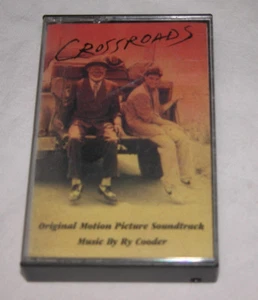 CROSSROADS
Original Motion Picture Soundtrack
Music By Ry Cooder